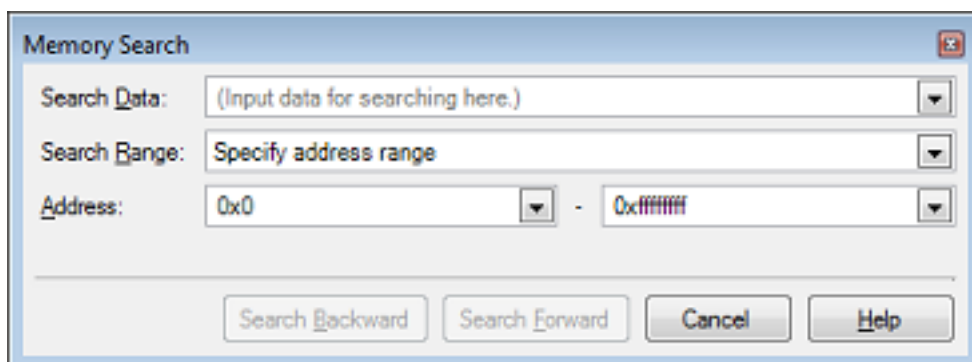 Memory Search
Search Data: (Input data for searching here.)
Search Range: Specify address range
Address: 0x0 - 0xffffffff
Search Backward Search Forward Cancel Help